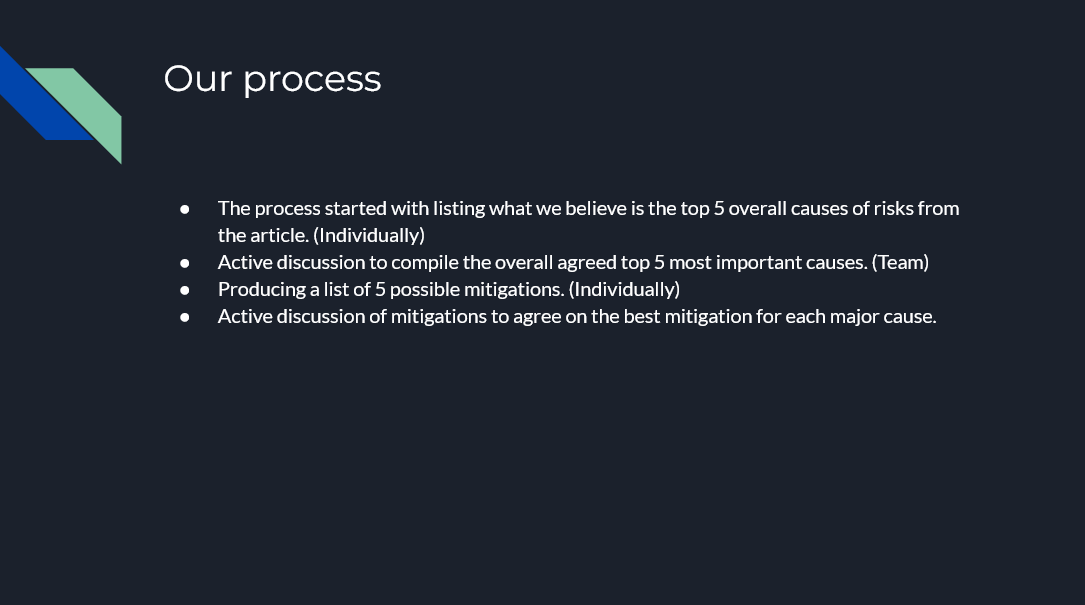 Our process
● The process started with listing what we believe is the top 5 overall causes of risks from
the article. (Individually)
● Active discussion to compile the overall agreed top 5 most important causes. (Team)
● Producing a list of 5 possible mitigations. (Individually)
● Active discussion of mitigations to agree on the best mitigation for each major cause.